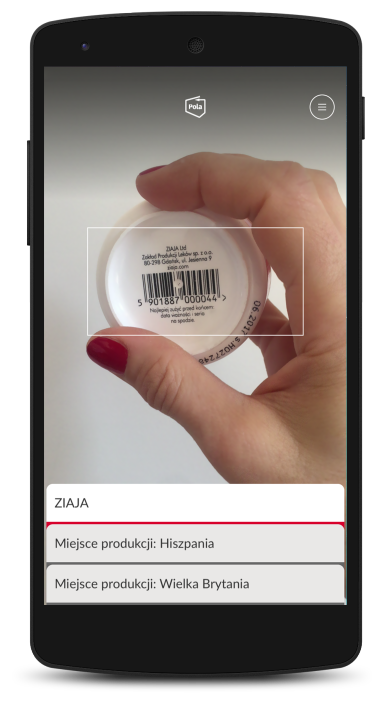 Pola
ZIAJA Ltd
Zakład Produkcji Leków sp. z o.o.
80-298 Gdańsk, ul. Jesienna 9
ziaja.com
5 901887 000044 >
Najlepiej zużyć przed końcem:
data ważności i seria
na spodzie.
06.2017
ZIAJA
Miejsce produkcji: Hiszpania
Miejsce produkcji: Wielka Brytania